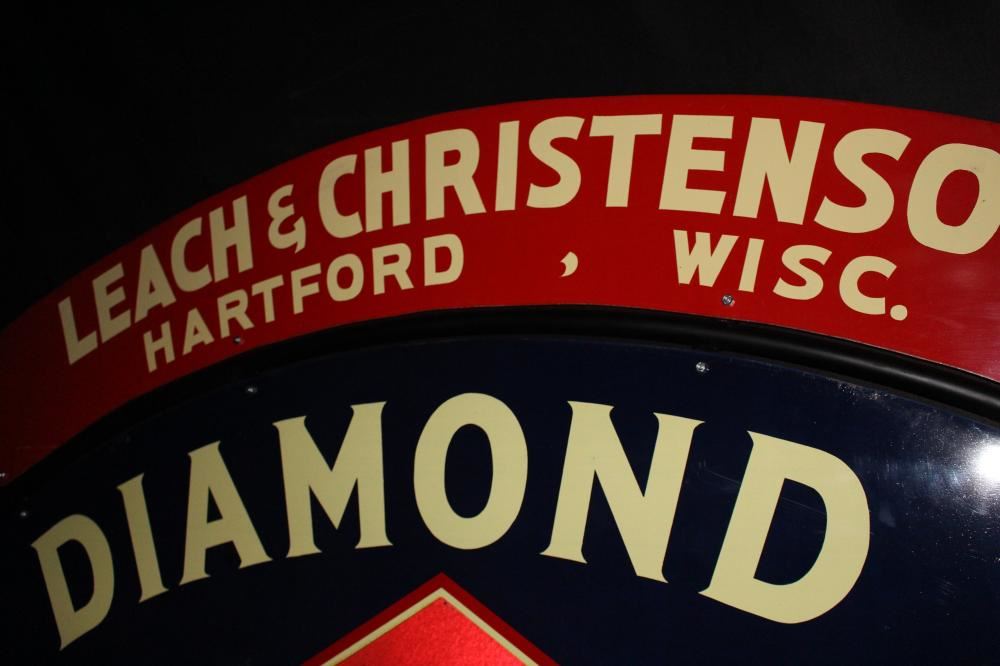 LEACH & CHRISTENSO
HARTFORD , WISC.
DIAMOND